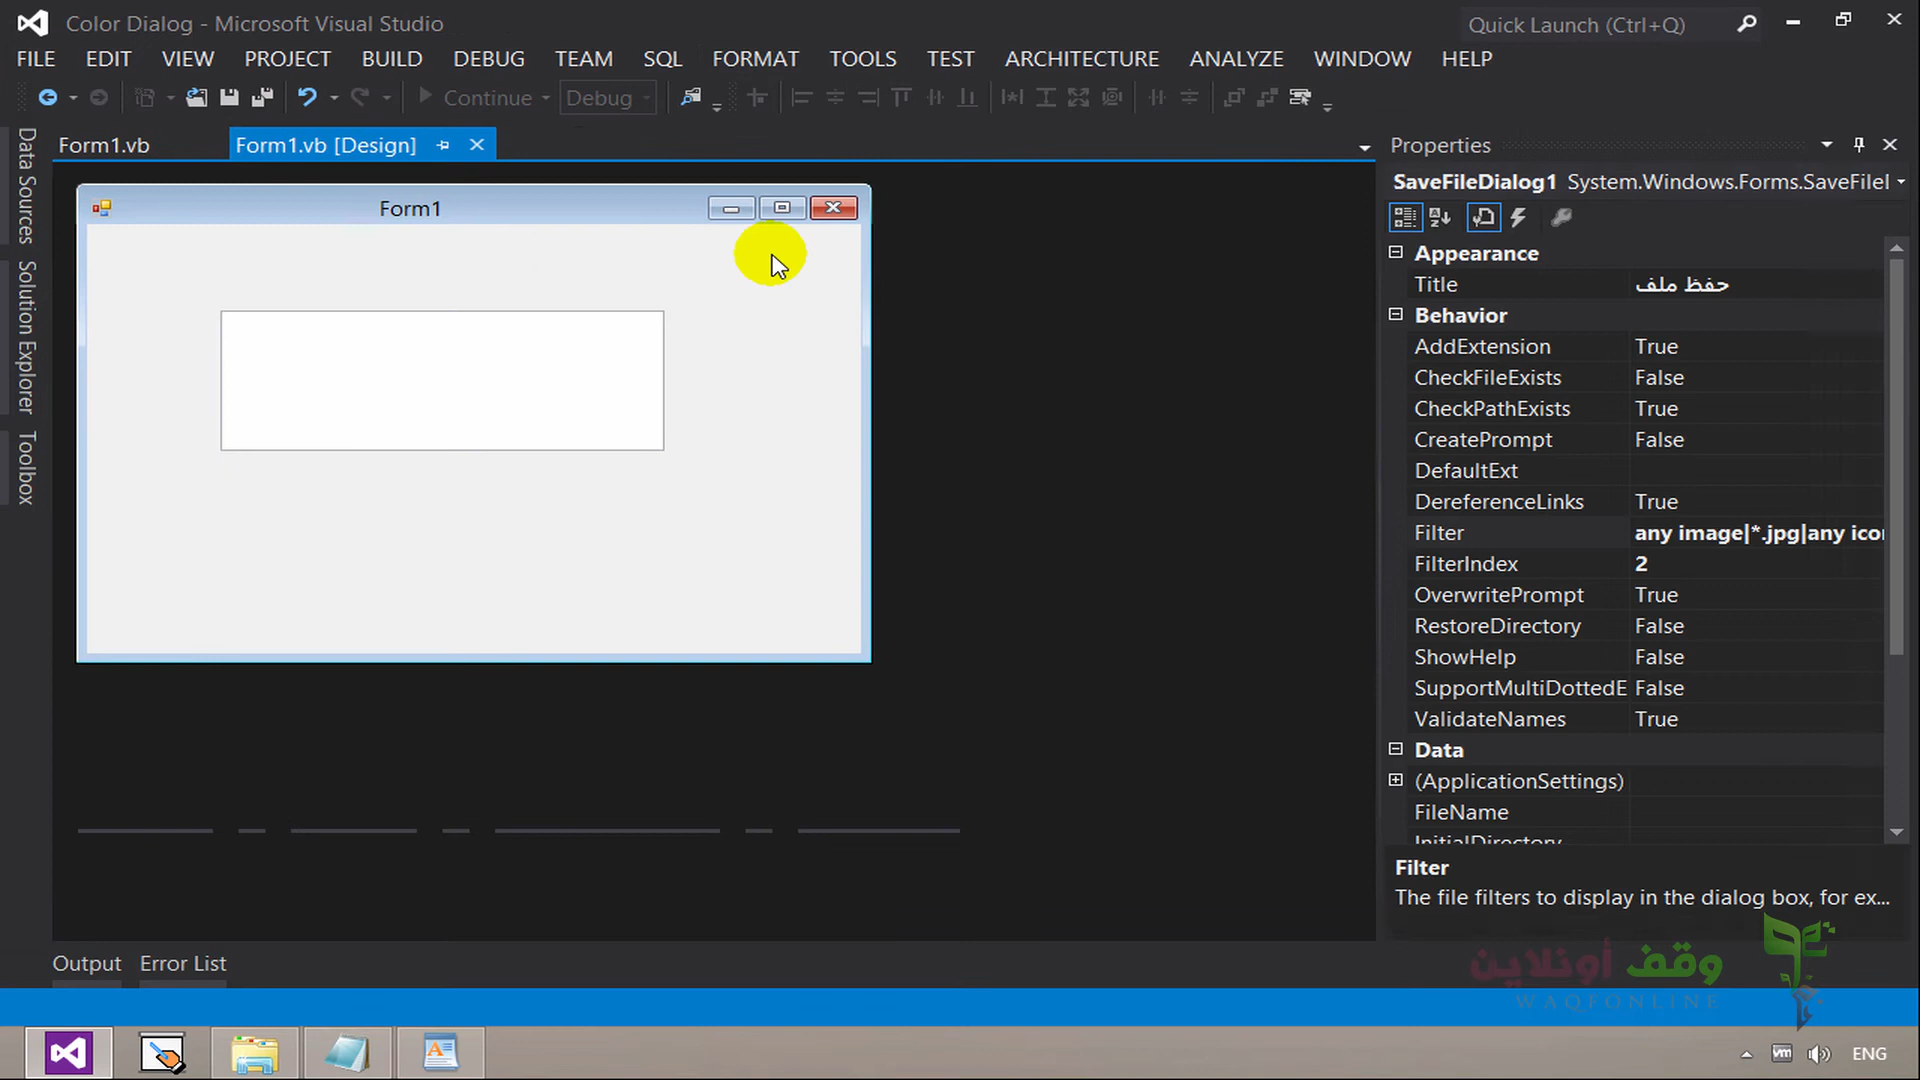 Color Dialog - Microsoft Visual Studio
Quick Launch (Ctrl+Q)
FILE EDIT VIEW PROJECT BUILD DEBUG TEAM SQL FORMAT TOOLS TEST ARCHITECTURE ANALYZE WINDOW HELP
Continue Debug
Form1.vb
Form1.vb [Design]
Data Sources
Solution Explorer
Toolbox
Form1
Properties
SaveFileDialog1 System.Windows.Forms.SaveFileI
Appearance
Title حفظ ملف
Behavior
AddExtension True
CheckFileExists False
CheckPathExists True
CreatePrompt False
DefaultExt
DereferenceLinks True
Filter any image|*.jpg|any ico
FilterIndex 2
OverwritePrompt True
RestoreDirectory False
ShowHelp False
SupportMultiDottedE False
ValidateNames True
Data
(ApplicationSettings)
FileName
InitialDirectory
Filter
The file filters to display in the dialog box, for ex...
وقف أونلاين
WAQFONLINE
Output Error List
ENG